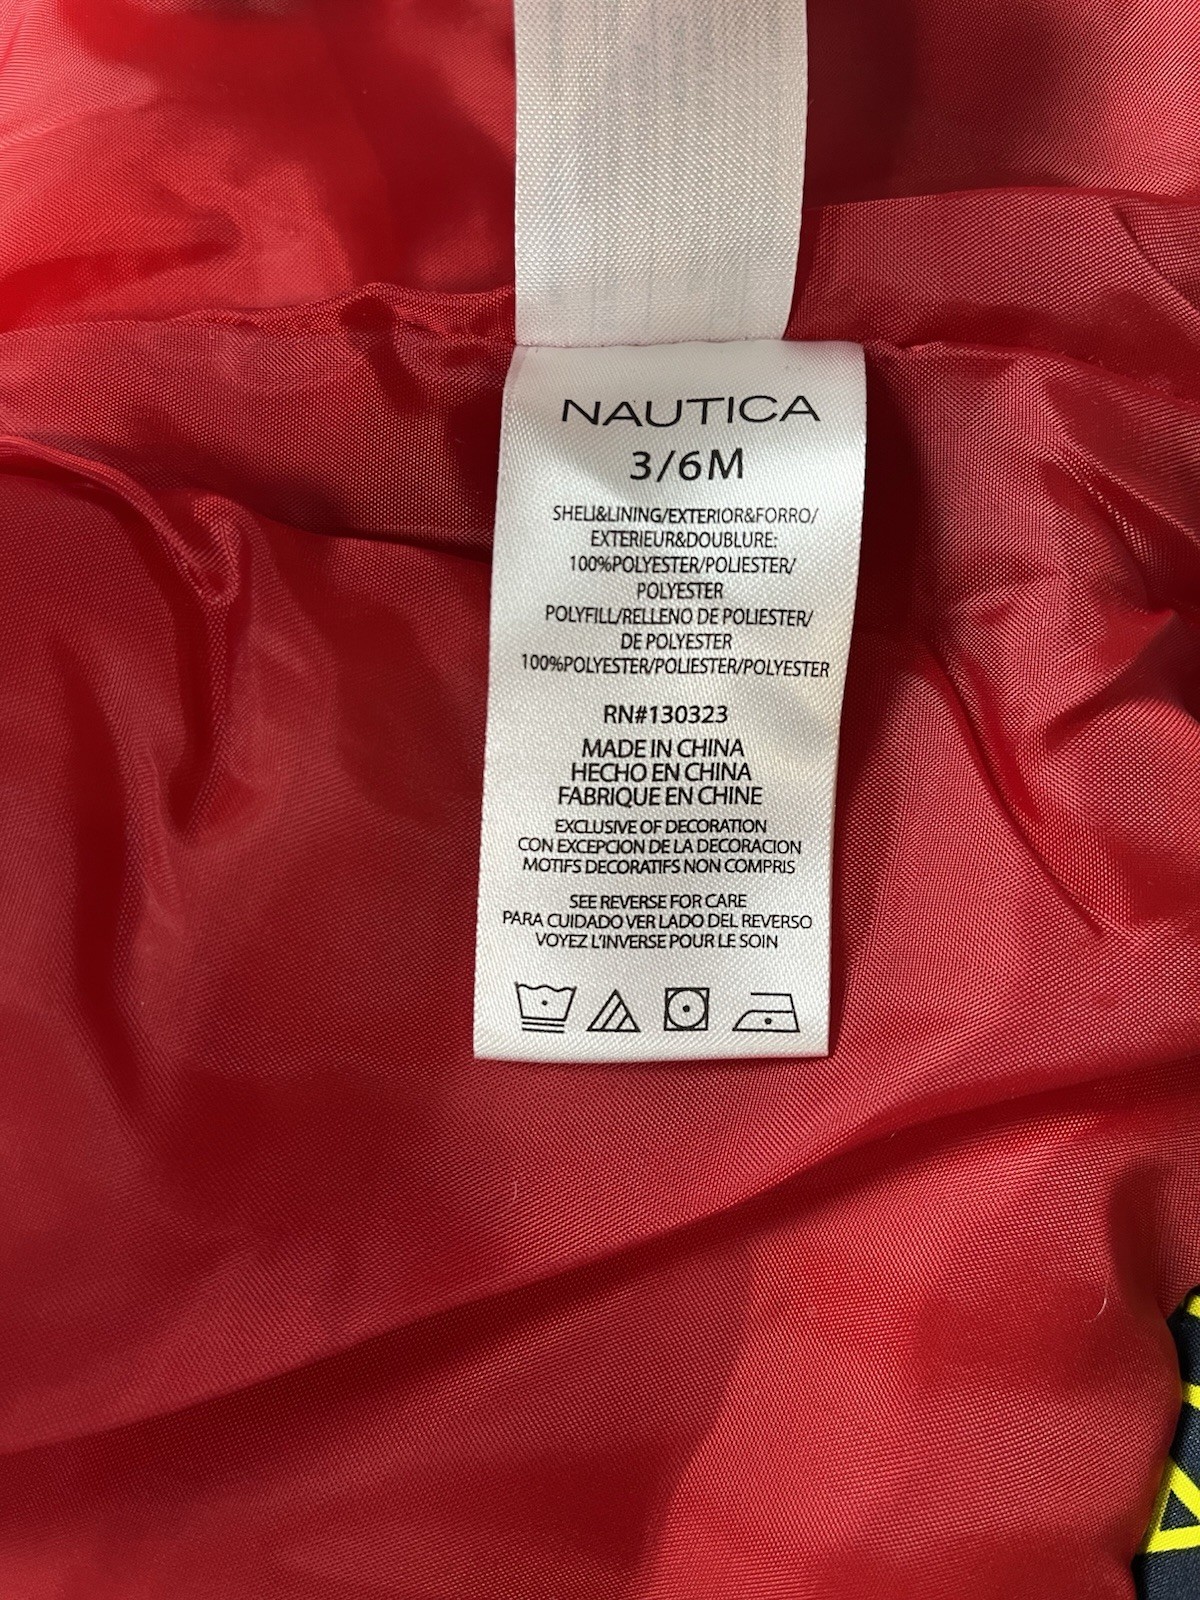 NAUTICA
3/6M
SHELL&LINING/EXTERIOR&FORRO/
EXTERIEUR&DOUBLURE:
100%POLYESTER/POLIESTER/
POLYESTER
POLYFILL/RELLENO DE POLIESTER/
DE POLYESTER
100%POLYESTER/POLIESTER/POLYESTER
RN#130323
MADE IN CHINA
HECHO EN CHINA
FABRIQUE EN CHINE
EXCLUSIVE OF DECORATION
CON EXCEPCION DE LA DECORACION
MOTIFS DECORATIFS NON COMPRIS
SEE REVERSE FOR CARE
PARA CUIDADO VER LADO DEL REVERSO
VOYEZ L'INVERSE POUR LE SOIN